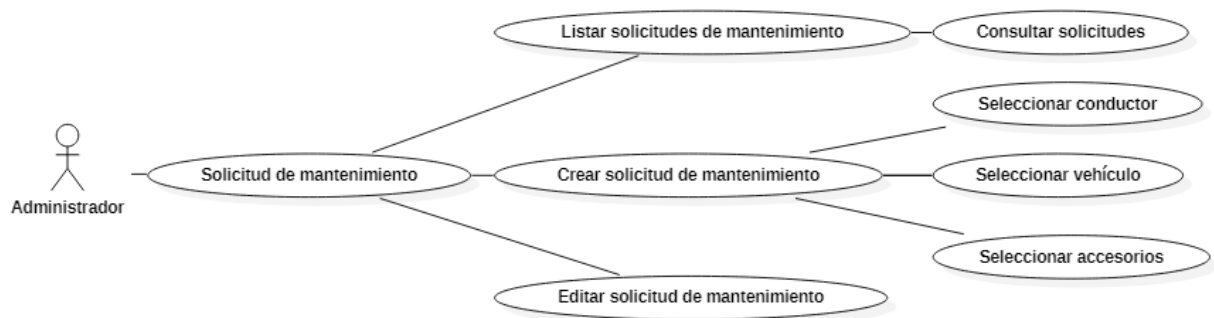 Listar solicitudes de mantenimiento
Consultar solicitudes
Seleccionar conductor
Administrador
Solicitud de mantenimiento
Crear solicitud de mantenimiento
Seleccionar vehículo
Seleccionar accesorios
Editar solicitud de mantenimiento